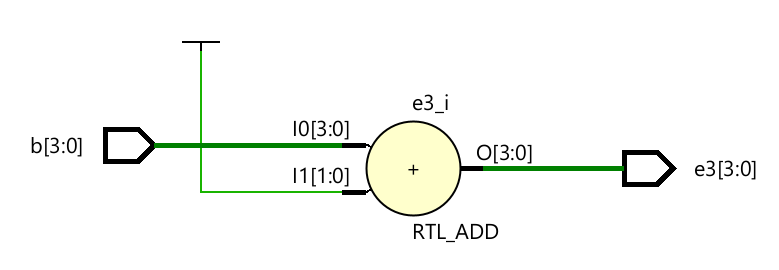 e3_i
I0[3:0]
b[3:0]
O[3:0]
+
e3[3:0]
I1[1:0]
RTL_ADD